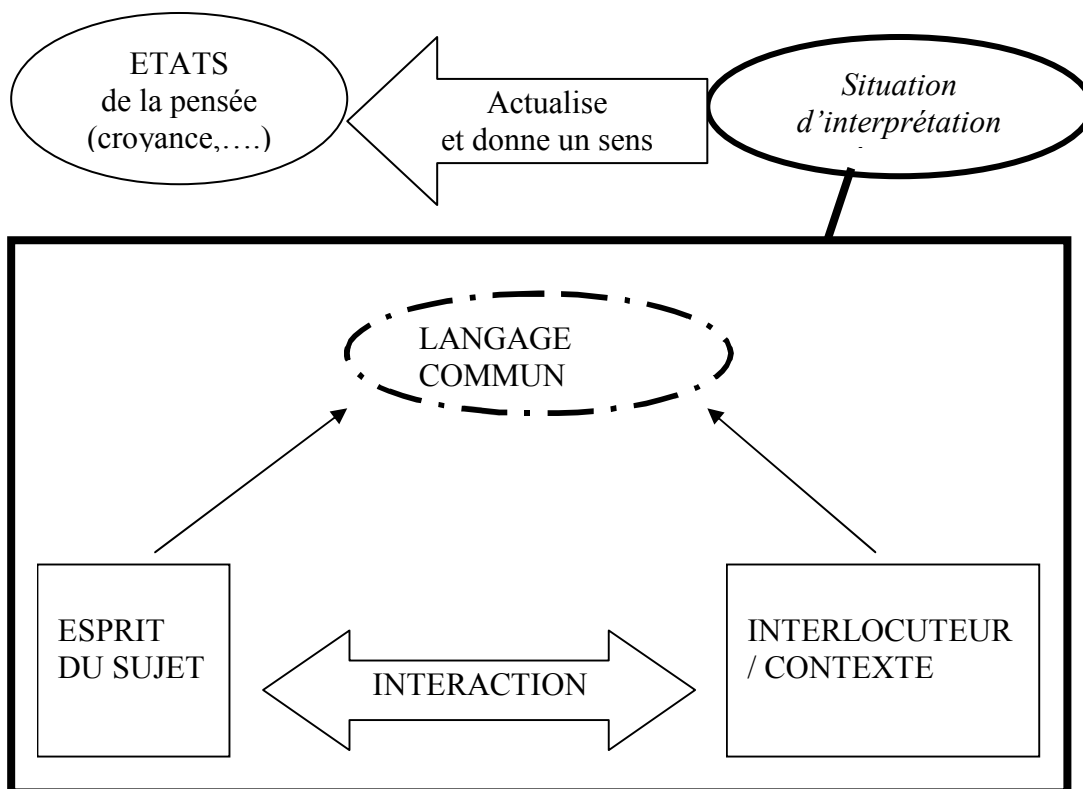 ETATS
de la pensée
(croyance,….)
Actualise
et donne un sens
Situation
d’interprétation
LANGAGE
COMMUN
ESPRIT
DU SUJET
INTERACTION
INTERLOCUTEUR
/ CONTEXTE